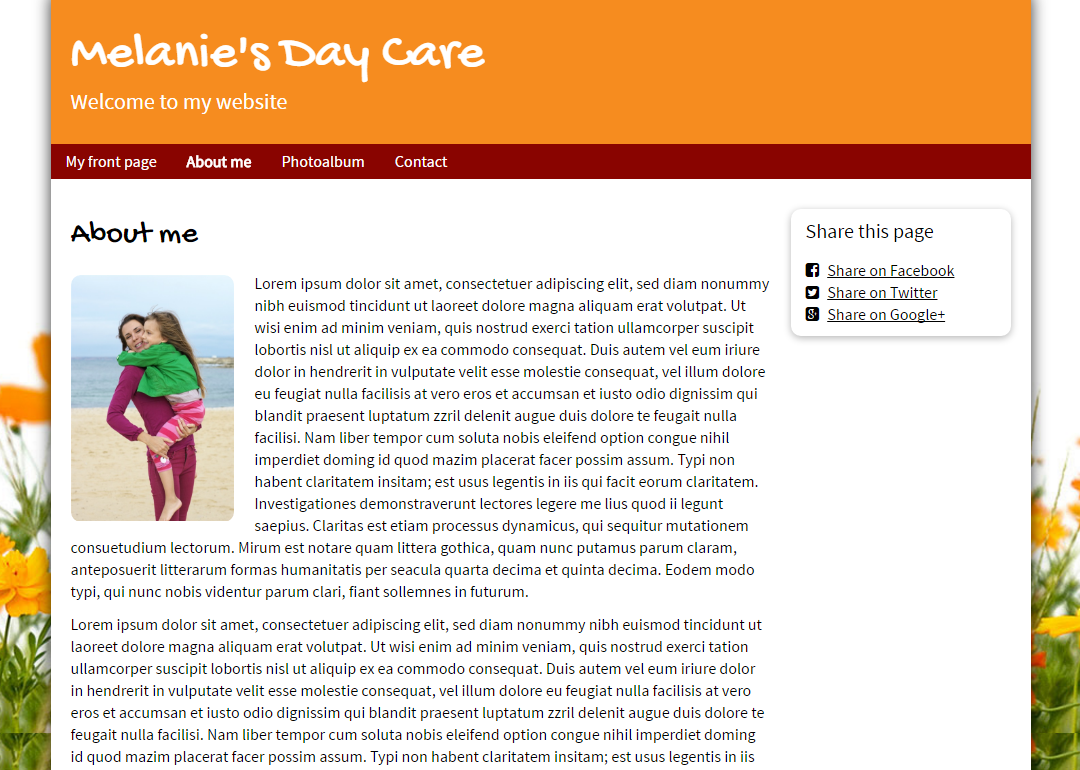 Melanie's Day Care
Welcome to my website
My front page About me Photoalbum Contact
About me
Lorem ipsum dolor sit amet, consectetuer adipiscing elit, sed diam nonummy
nibh euismod tincidunt ut laoreet dolore magna aliquam erat volutpat. Ut
wisi enim ad minim veniam, quis nostrud exerci tation ullamcorper suscipit
lobortis nisl ut aliquip ex ea commodo consequat. Duis autem vel eum iriure
dolor in hendrerit in vulputate velit esse molestie consequat, vel illum dolore
eu feugiat nulla facilisis at vero eros et accumsan et iusto odio dignissim qui
blandit praesent luptatum zzril delenit augue duis dolore te feugait nulla
facilisi. Nam liber tempor cum soluta nobis eleifend option congue nihil
imperdiet doming id quod mazim placerat facer possim assum. Typi non
habent claritatem insitam; est usus legentis in iis qui facit eorum claritatem.
Investigationes demonstraverunt lectores legere me lius quod ii legunt
saepius. Claritas est etiam processus dynamicus, qui sequitur mutationem
consuetudium lectorum. Mirum est notare quam littera gothica, quam nunc putamus parum claram,
anteposuerit litterarum formas humanitatis per seacula quarta decima et quinta decima. Eodem modo
typi, qui nunc nobis videntur parum clari, fiant sollemnes in futurum.
Lorem ipsum dolor sit amet, consectetuer adipiscing elit, sed diam nonummy nibh euismod tincidunt ut
laoreet dolore magna aliquam erat volutpat. Ut wisi enim ad minim veniam, quis nostrud exerci tation
ullamcorper suscipit lobortis nisl ut aliquip ex ea commodo consequat. Duis autem vel eum iriure dolor
in hendrerit in vulputate velit esse molestie consequat, vel illum dolore eu feugiat nulla facilisis at vero
eros et accumsan et iusto odio dignissim qui blandit praesent luptatum zzril delenit augue duis dolore te
feugait nulla facilisi. Nam liber tempor cum soluta nobis eleifend option congue nihil imperdiet doming
id quod mazim placerat facer possim assum. Typi non habent claritatem insitam; est usus legentis in iis
Share this page
Share on Facebook
Share on Twitter
Share on Google+